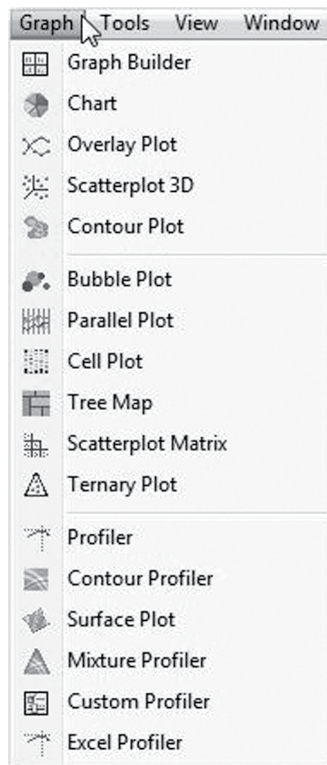 Graph Tools View Window
Graph Builder
Chart
Overlay Plot
Scatterplot 3D
Contour Plot
Bubble Plot
Parallel Plot
Cell Plot
Tree Map
Scatterplot Matrix
Ternary Plot
Profiler
Contour Profiler
Surface Plot
Mixture Profiler
Custom Profiler
Excel Profiler